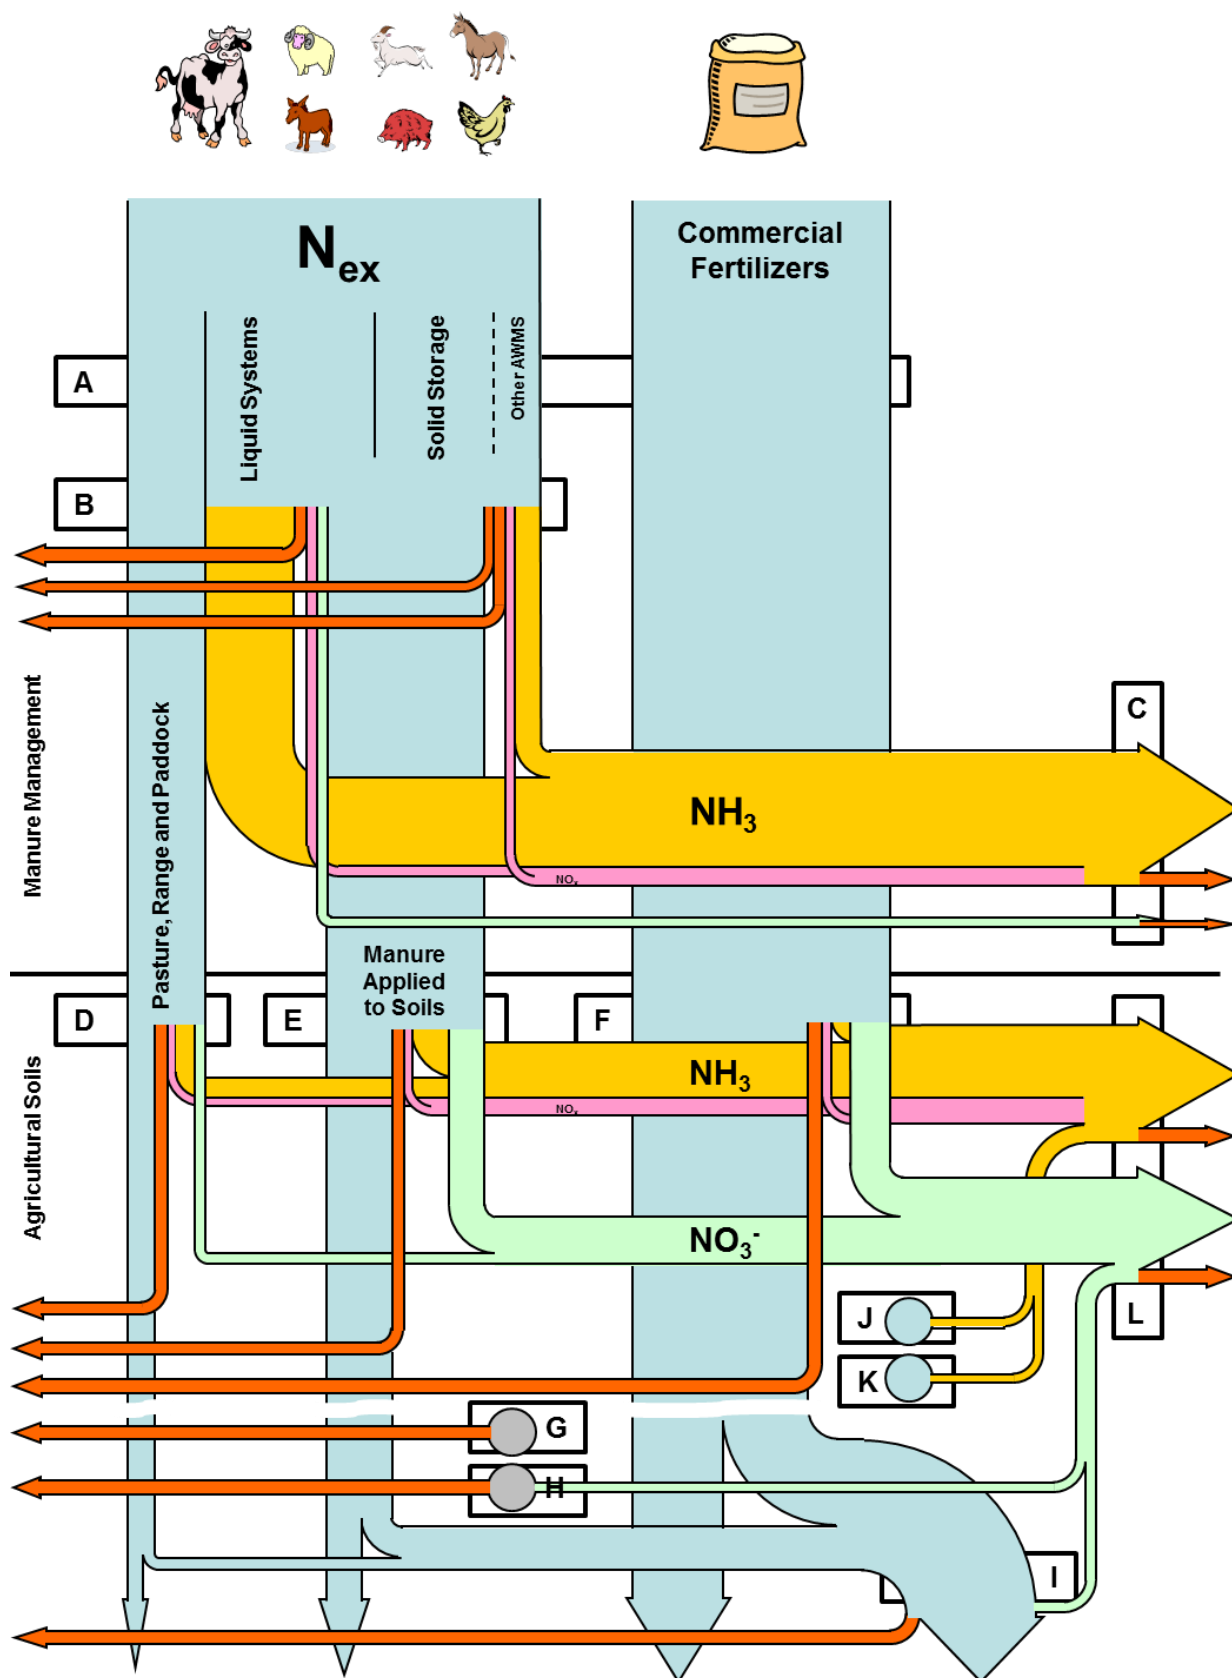 N_ex
Commercial
Fertilizers
Liquid Systems
Solid Storage
Other AWMS
A
B
Manure Management
Pasture, Range and Paddock
C
NH₃
NOₓ
Manure
Applied
to Soils
D
E
F
Agricultural Soils
NH₃
NOₓ
NO₃⁻
J
L
K
G
H
I